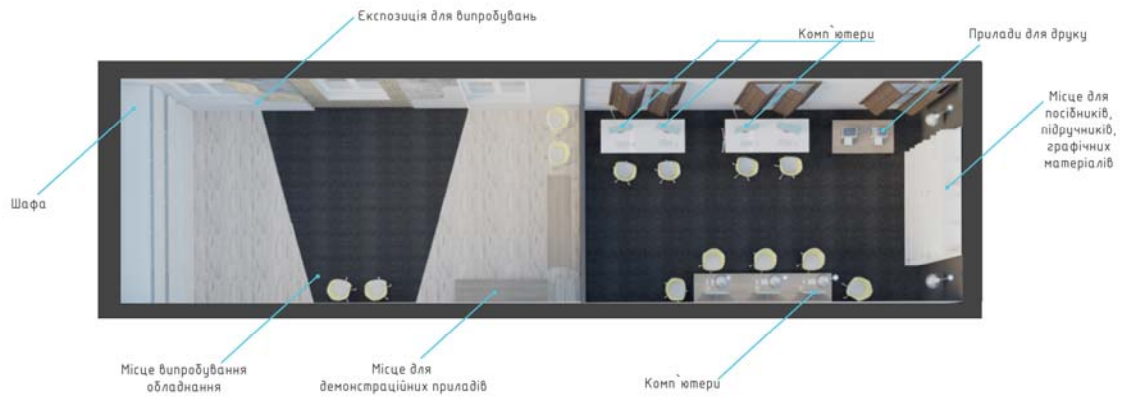 Експозиція для випробувань
Комп`ютери
Прилади для друку
Місце для
посібників,
підручників,
графічних
матеріалів
Шафа
Місце випробування
обладнання
Місце для
демонстраційних приладів
Комп`ютери